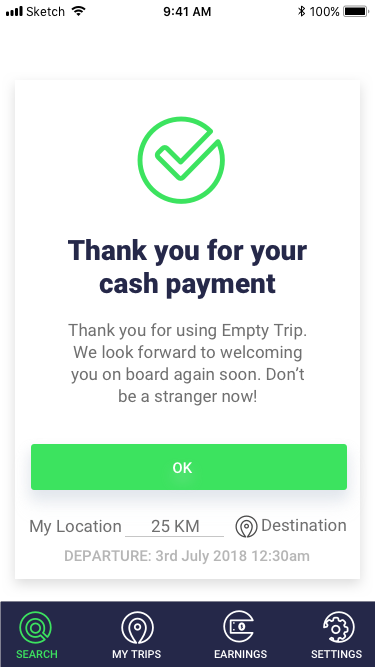 Sketch 9:41 AM 100%
Thank you for your
cash payment
Thank you for using Empty Trip.
We look forward to welcoming
you on board again soon. Don’t
be a stranger now!
OK
My Location 25 KM Destination
DEPARTURE: 3rd July 2018 12:30am
SEARCH MY TRIPS EARNINGS SETTINGS